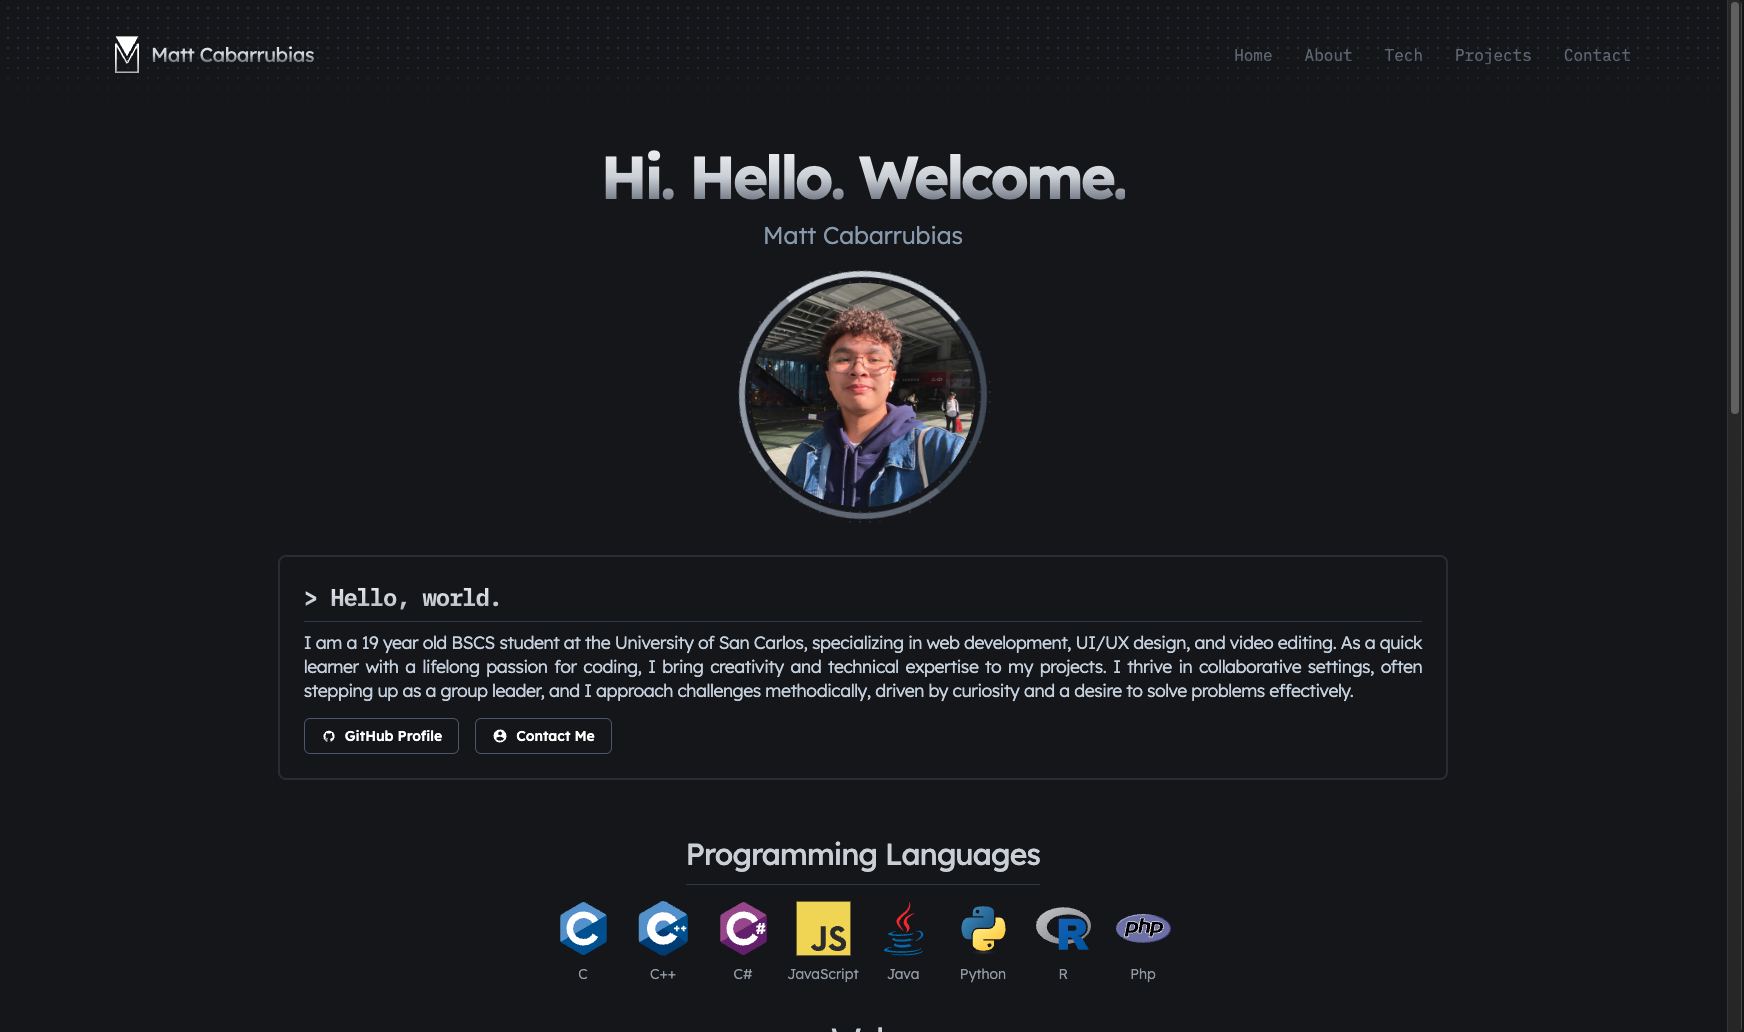 Matt Cabarrubias
Home About Tech Projects Contact
Hi. Hello. Welcome.
Matt Cabarrubias
> Hello, world.
I am a 19 year old BSCS student at the University of San Carlos, specializing in web development, UI/UX design, and video editing. As a quick
learner with a lifelong passion for coding, I bring creativity and technical expertise to my projects. I thrive in collaborative settings, often
stepping up as a group leader, and I approach challenges methodically, driven by curiosity and a desire to solve problems effectively.
GitHub Profile Contact Me
Programming Languages
C C++ C# JS R php
C C++ C# JavaScript Java Python R Php